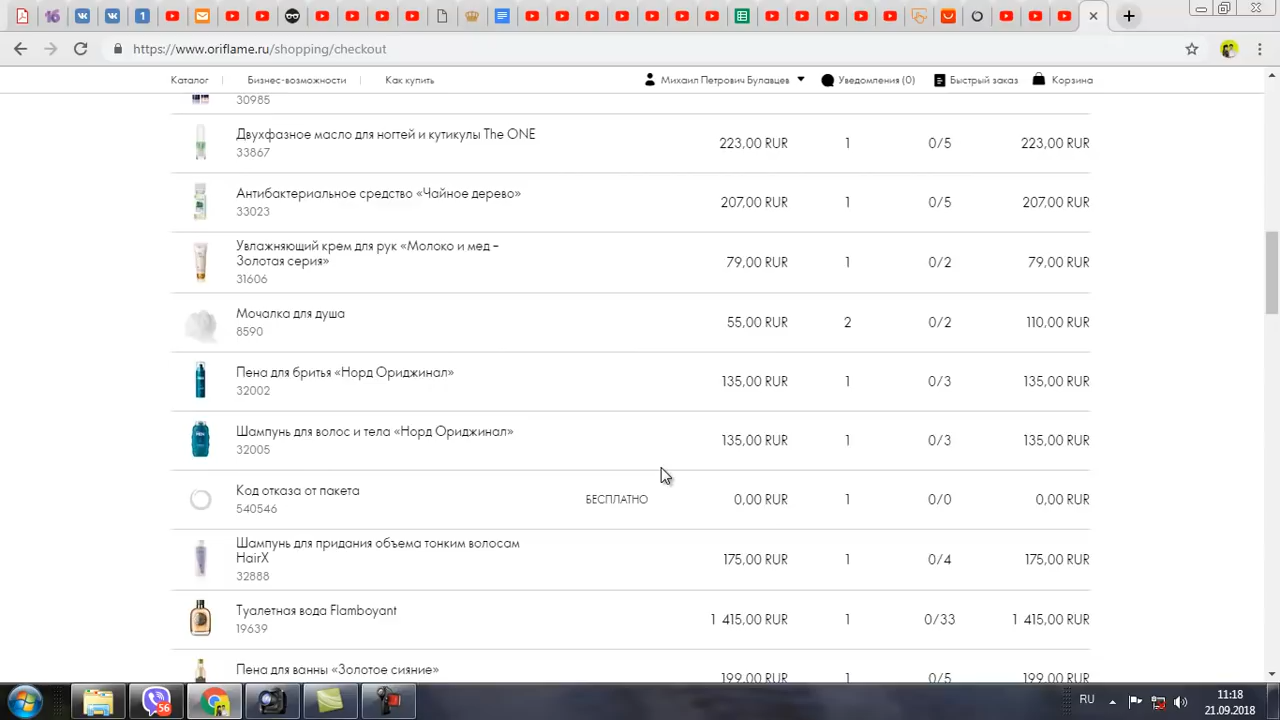 https://www.oriflame.ru/shopping/checkout
Каталог Бизнес-возможности Как купить Михаил Петрович Булавцев Уведомления (0) Быстрый заказ Корзина
30985
Двухфазное масло для ногтей и кутикулы The ONE
33867
223,00 RUR 1 0/5 223,00 RUR
Антибактериальное средство «Чайное дерево»
33023
207,00 RUR 1 0/5 207,00 RUR
Увлажняющий крем для рук «Молоко и мед –
Золотая серия»
31606
79,00 RUR 1 0/2 79,00 RUR
Мочалка для душа
8590
55,00 RUR 2 0/2 110,00 RUR
Пена для бритья «Норд Ориджинал»
32002
135,00 RUR 1 0/3 135,00 RUR
Шампунь для волос и тела «Норд Ориджинал»
32005
135,00 RUR 1 0/3 135,00 RUR
Код отказа от пакета
540546
БЕСПЛАТНО 0,00 RUR 1 0/0 0,00 RUR
Шампунь для придания объема тонким волосам
HairX
32888
175,00 RUR 1 0/4 175,00 RUR
Туалетная вода Flamboyant
19639
1 415,00 RUR 1 0/33 1 415,00 RUR
Пена для ванны «Золотое сияние»
199,00 RUR 1 0/5 199,00 RUR
56
RU
11:18
21.09.2018